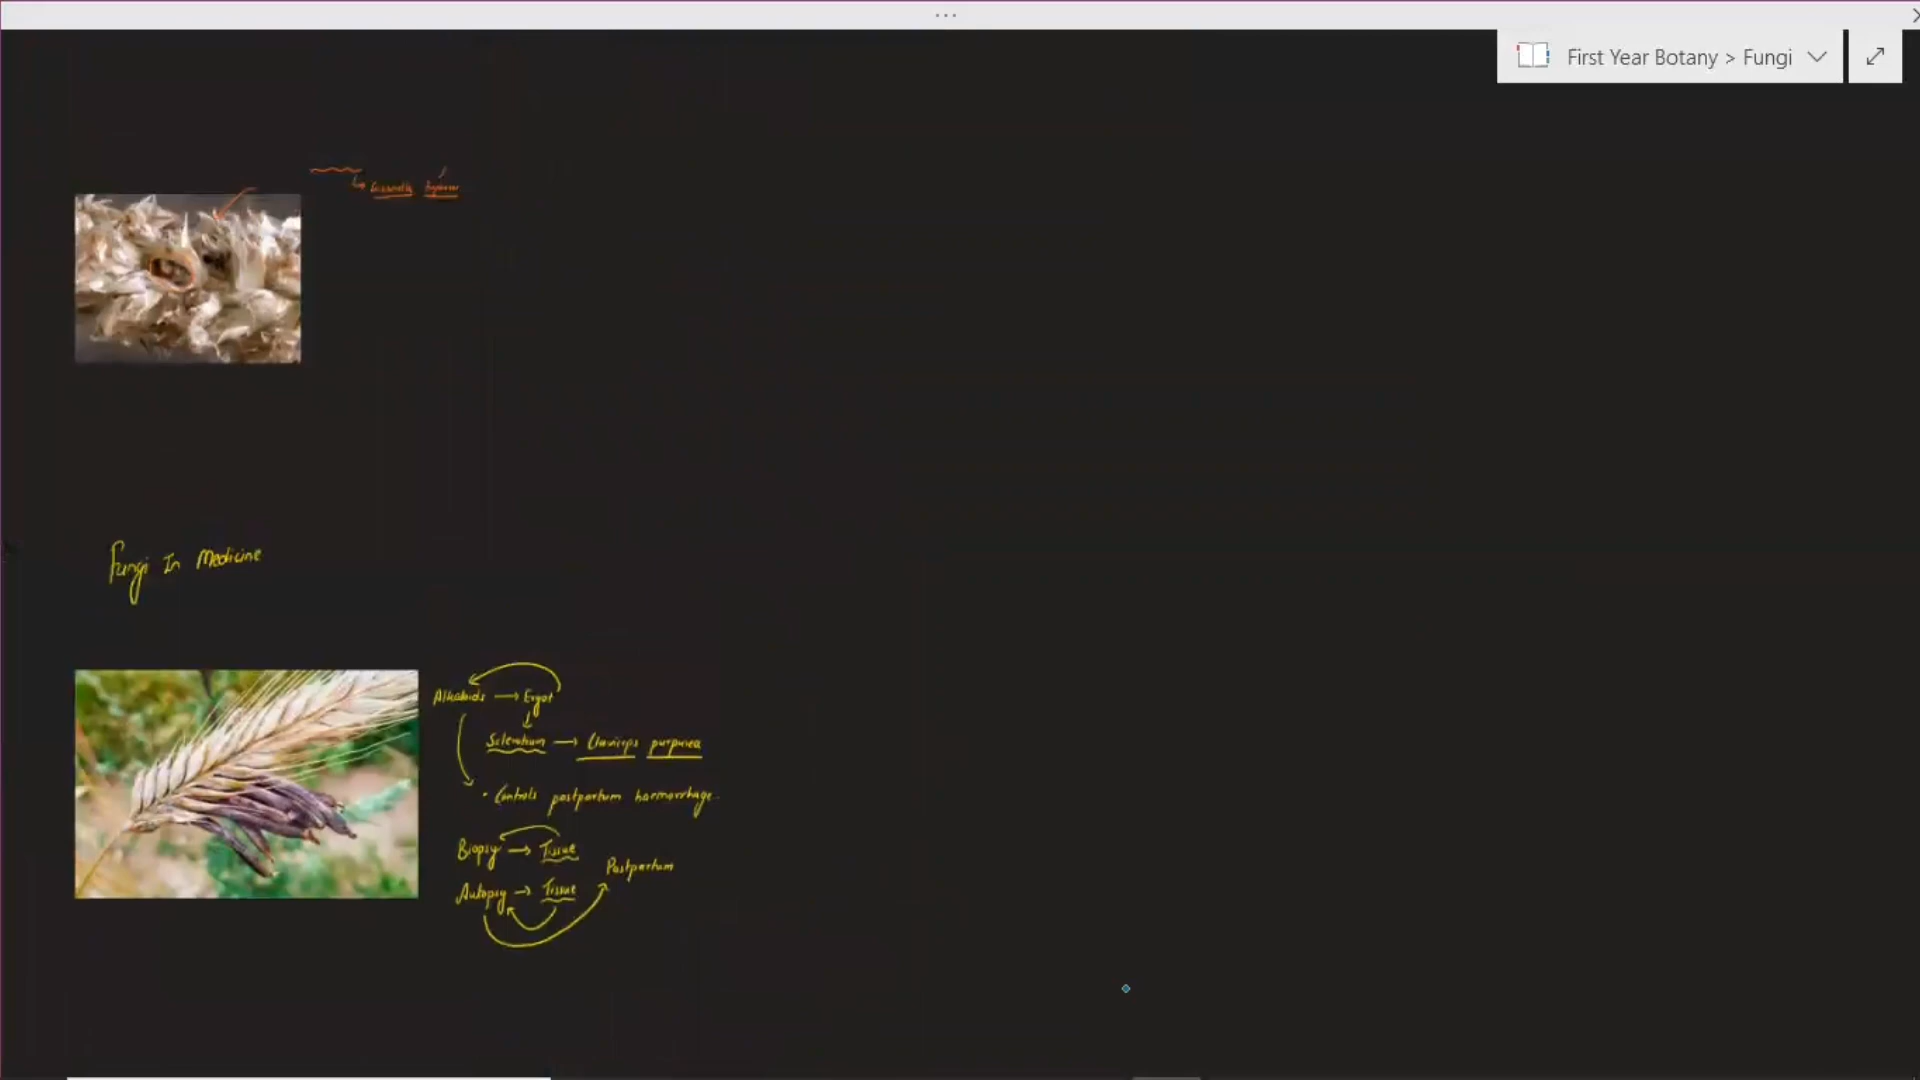 ...
First Year Botany > Fungi
Fungi In Medicine
Alkaloids → Ergot
Sclerotium → Claviceps purpurea
• Controls postpartum haemorrhage.
Biopsy → Tissue
Postpartum
Autopsy → Tissue